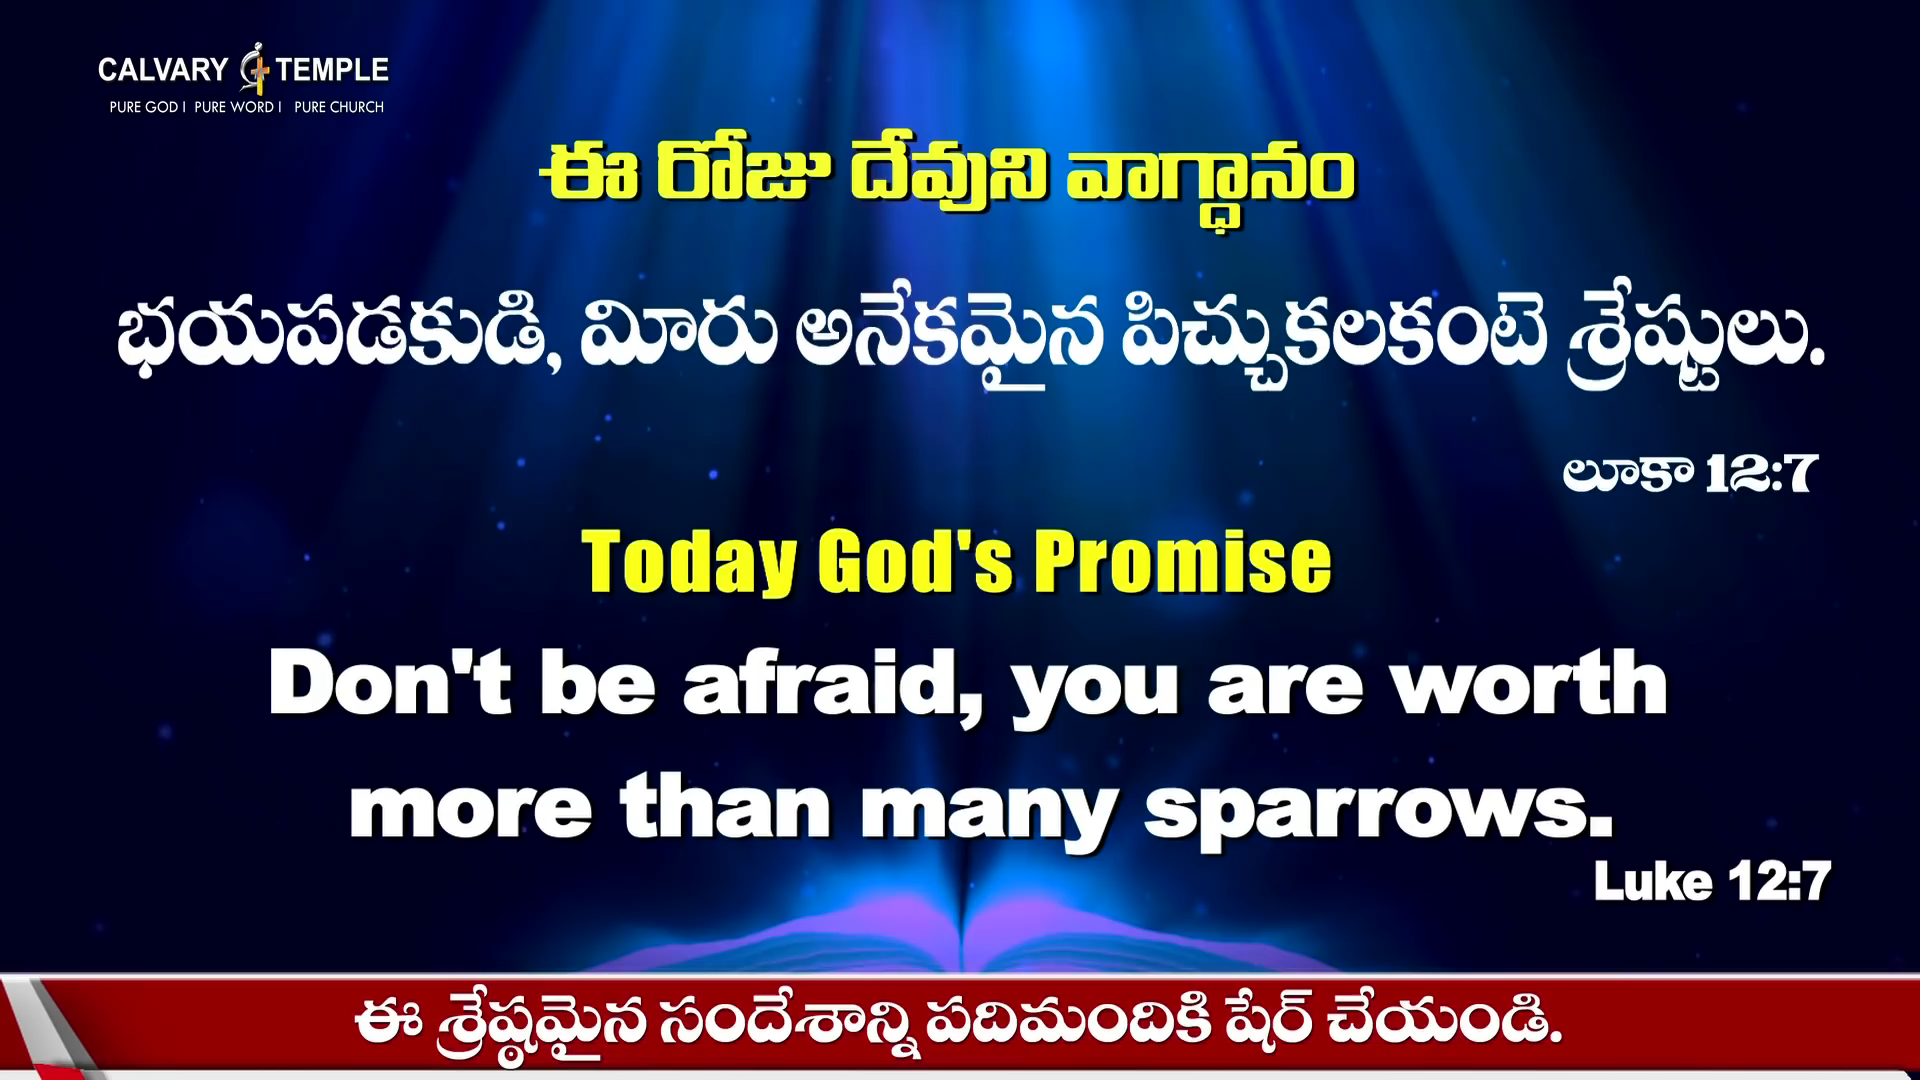 CALVARY TEMPLE
PURE GOD I PURE WORD I PURE CHURCH
ఈ రోజు దేవుని వాగ్ధానం
భయపడకుడి, మీరు అనేకమైన పిచ్చుకలకంటె శ్రేష్టులు.
లూకా 12:7
Today God's Promise
Don't be afraid, you are worth
more than many sparrows.
Luke 12:7
ఈ శ్రేష్ఠమైన సందేశాన్ని పదిమందికి షేర్ చేయండి.